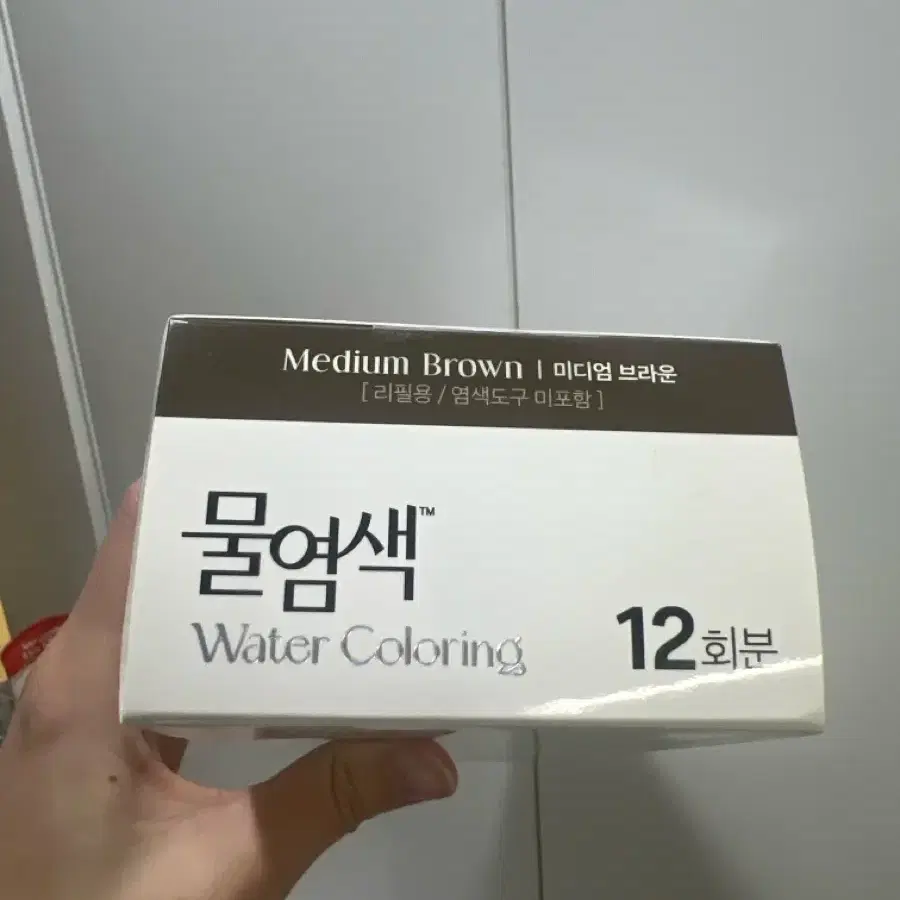 Medium Brown | 미디엄 브라운
[ 리필용 / 염색도구 미포함 ]
물염색™
Water Coloring
12회분